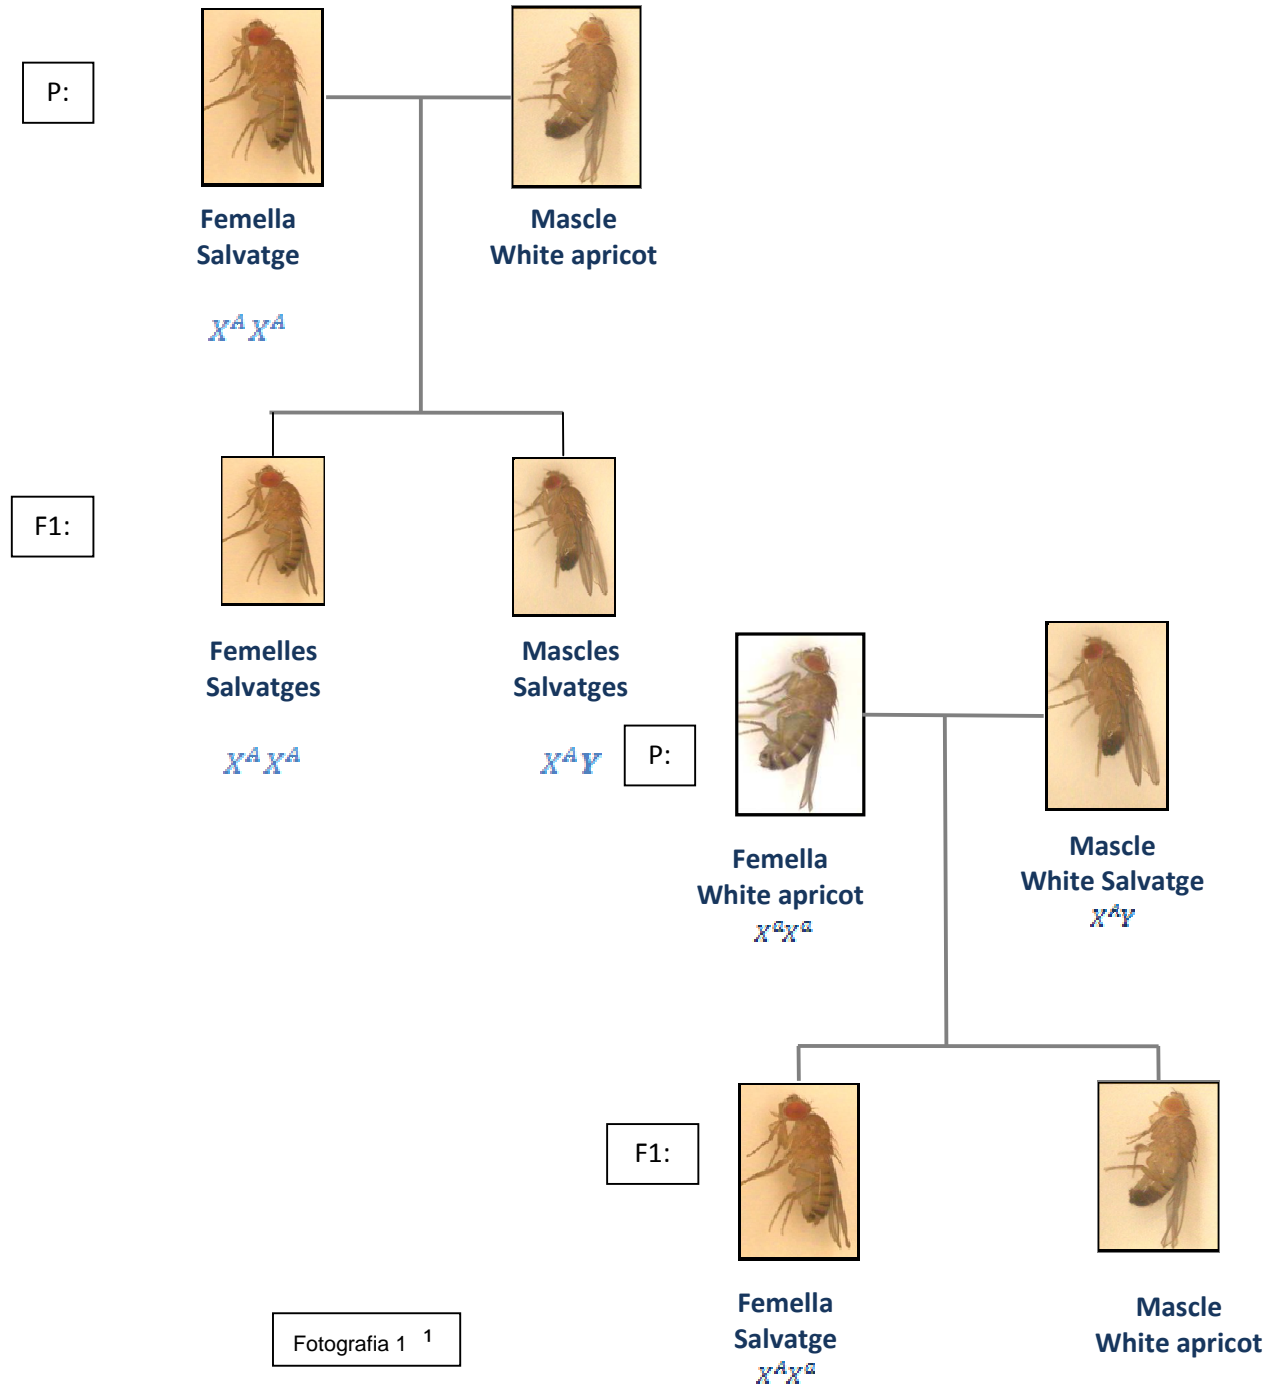 P:
Femella
Salvatge
Mascle
White apricot
X^A X^A
F1:
Femelles
Salvatges
Mascles
Salvatges
X^A X^A
X^A Y
P:
Femella
White apricot
X^a X^a
Mascle
White Salvatge
X^A Y
F1:
Femella
Salvatge
X^A X^a
Mascle
White apricot
Fotografia 1 ¹